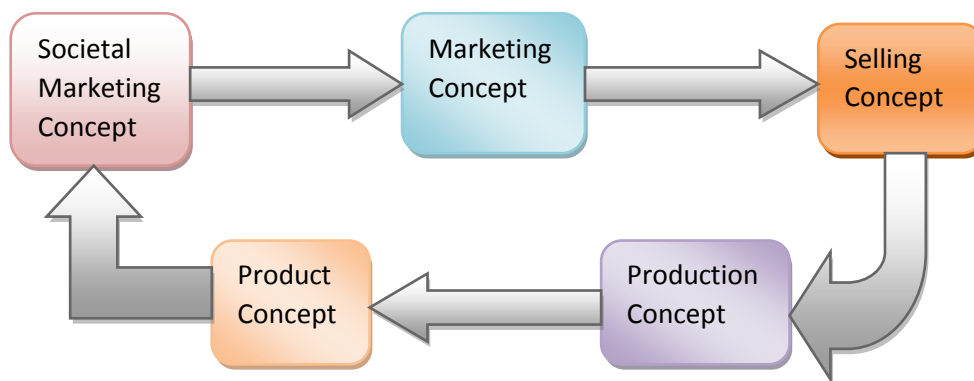 Societal
Marketing
Concept
Marketing
Concept
Selling
Concept
Product
Concept
Production
Concept